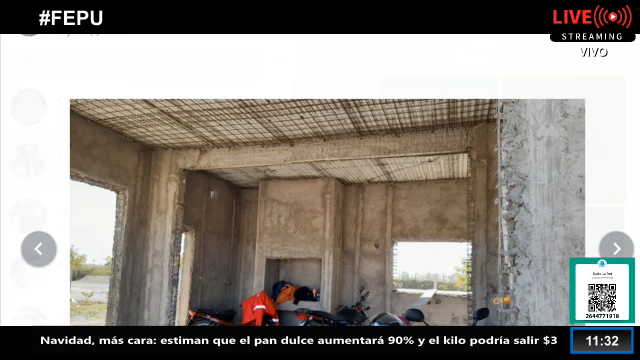 #FEPU
LIVE
STREAMING
VIVO
2644771918
Navidad, más cara: estiman que el pan dulce aumentará 90% y el kilo podría salir $3
11:32